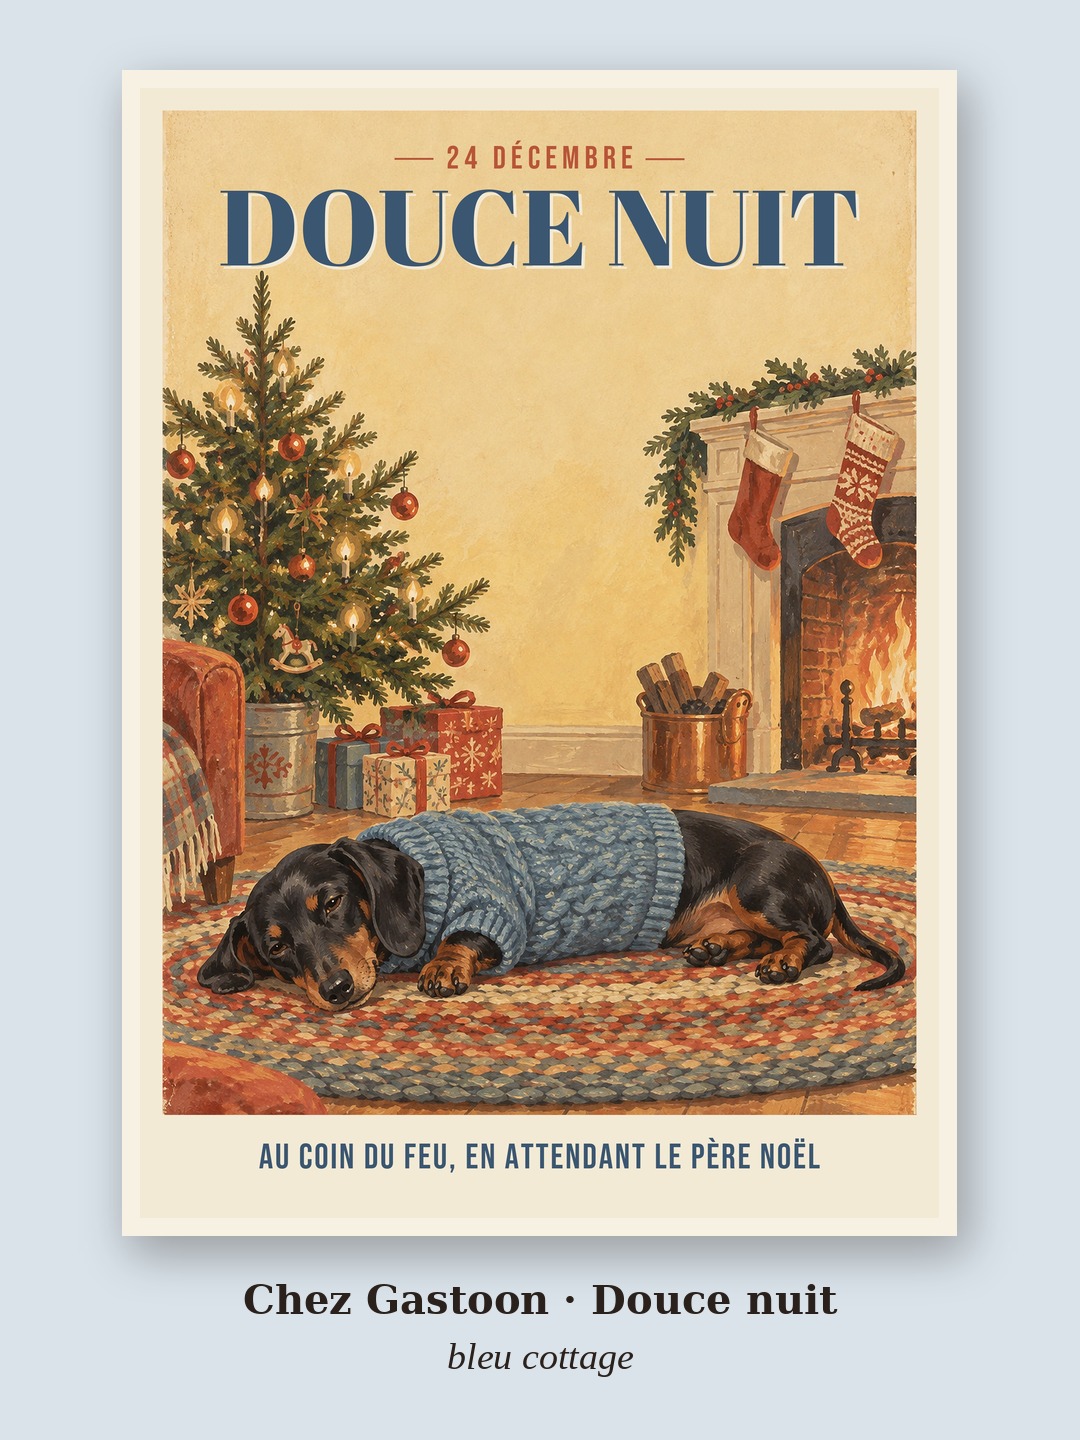 24 DÉCEMBRE
DOUCE NUIT
AU COIN DU FEU, EN ATTENDANT LE PÈRE NOËL
Chez Gastoon · Douce nuit
bleu cottage